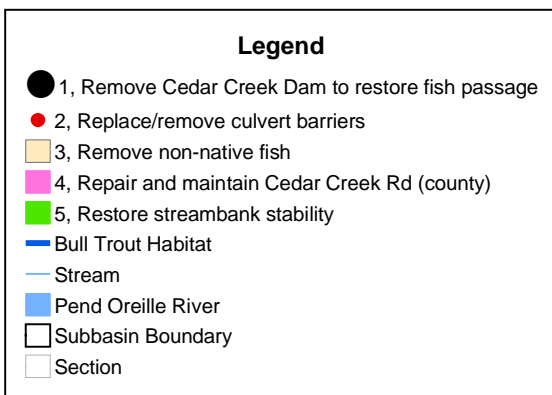 Legend
1, Remove Cedar Creek Dam to restore fish passage
2, Replace/remove culvert barriers
3, Remove non-native fish
4, Repair and maintain Cedar Creek Rd (county)
5, Restore streambank stability
Bull Trout Habitat
Stream
Pend Oreille River
Subbasin Boundary
Section